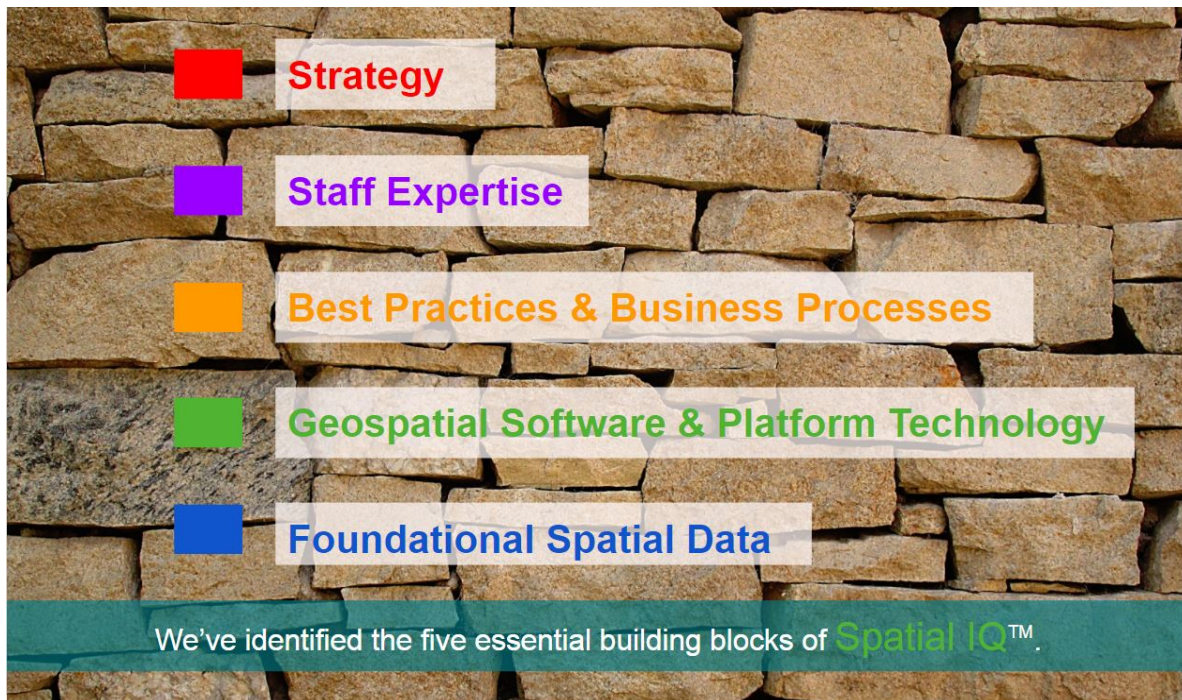 Strategy
Staff Expertise
Best Practices & Business Processes
Geospatial Software & Platform Technology
Foundational Spatial Data
We’ve identified the five essential building blocks of Spatial IQ™.